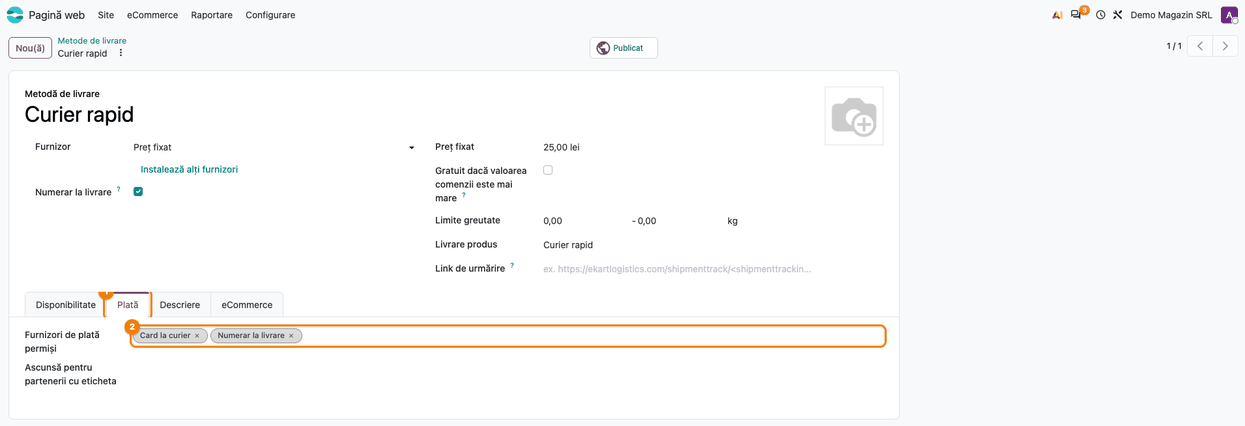 Pagină web Site eCommerce Raportare Configurare
AI 3 Demo Magazin SRL A
Nou(ă) Metode de livrare
Curier rapid
Publicat
1 / 1
Metodă de livrare
Curier rapid
Furnizor Preț fixat
Instalează alți furnizori
Numerar la livrare ?
Preț fixat 25,00 lei
Gratuit dacă valoarea
comenzii este mai
mare ?
Limite greutate 0,00 - 0,00 kg
Livrare produs Curier rapid
Link de urmărire ? ex. https://ekartlogistics.com/shipmenttrack/<shipmenttrackin...
Disponibilitate 1 Plată Descriere eCommerce
2
Furnizori de plată Card la curier × Numerar la livrare ×
permiși
Ascunsă pentru
partenerii cu eticheta